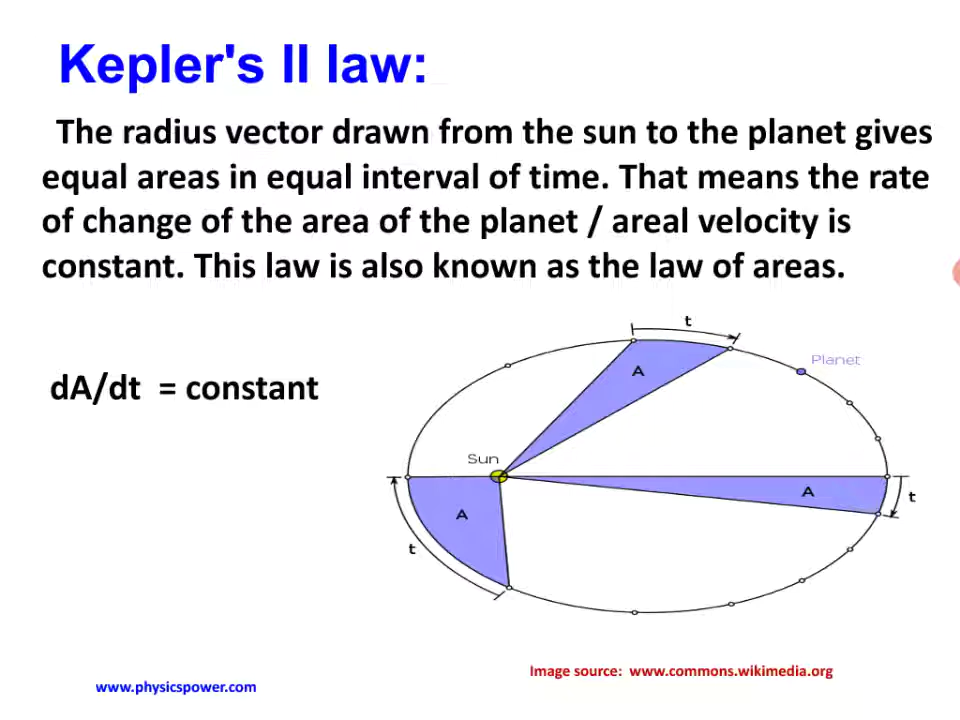 Kepler's II law:
The radius vector drawn from the sun to the planet gives
equal areas in equal interval of time. That means the rate
of change of the area of the planet / areal velocity is
constant. This law is also known as the law of areas.
t
Planet
A
dA/dt = constant
Sun
A
A
t
t
Image source: www.commons.wikimedia.org
www.physicspower.com